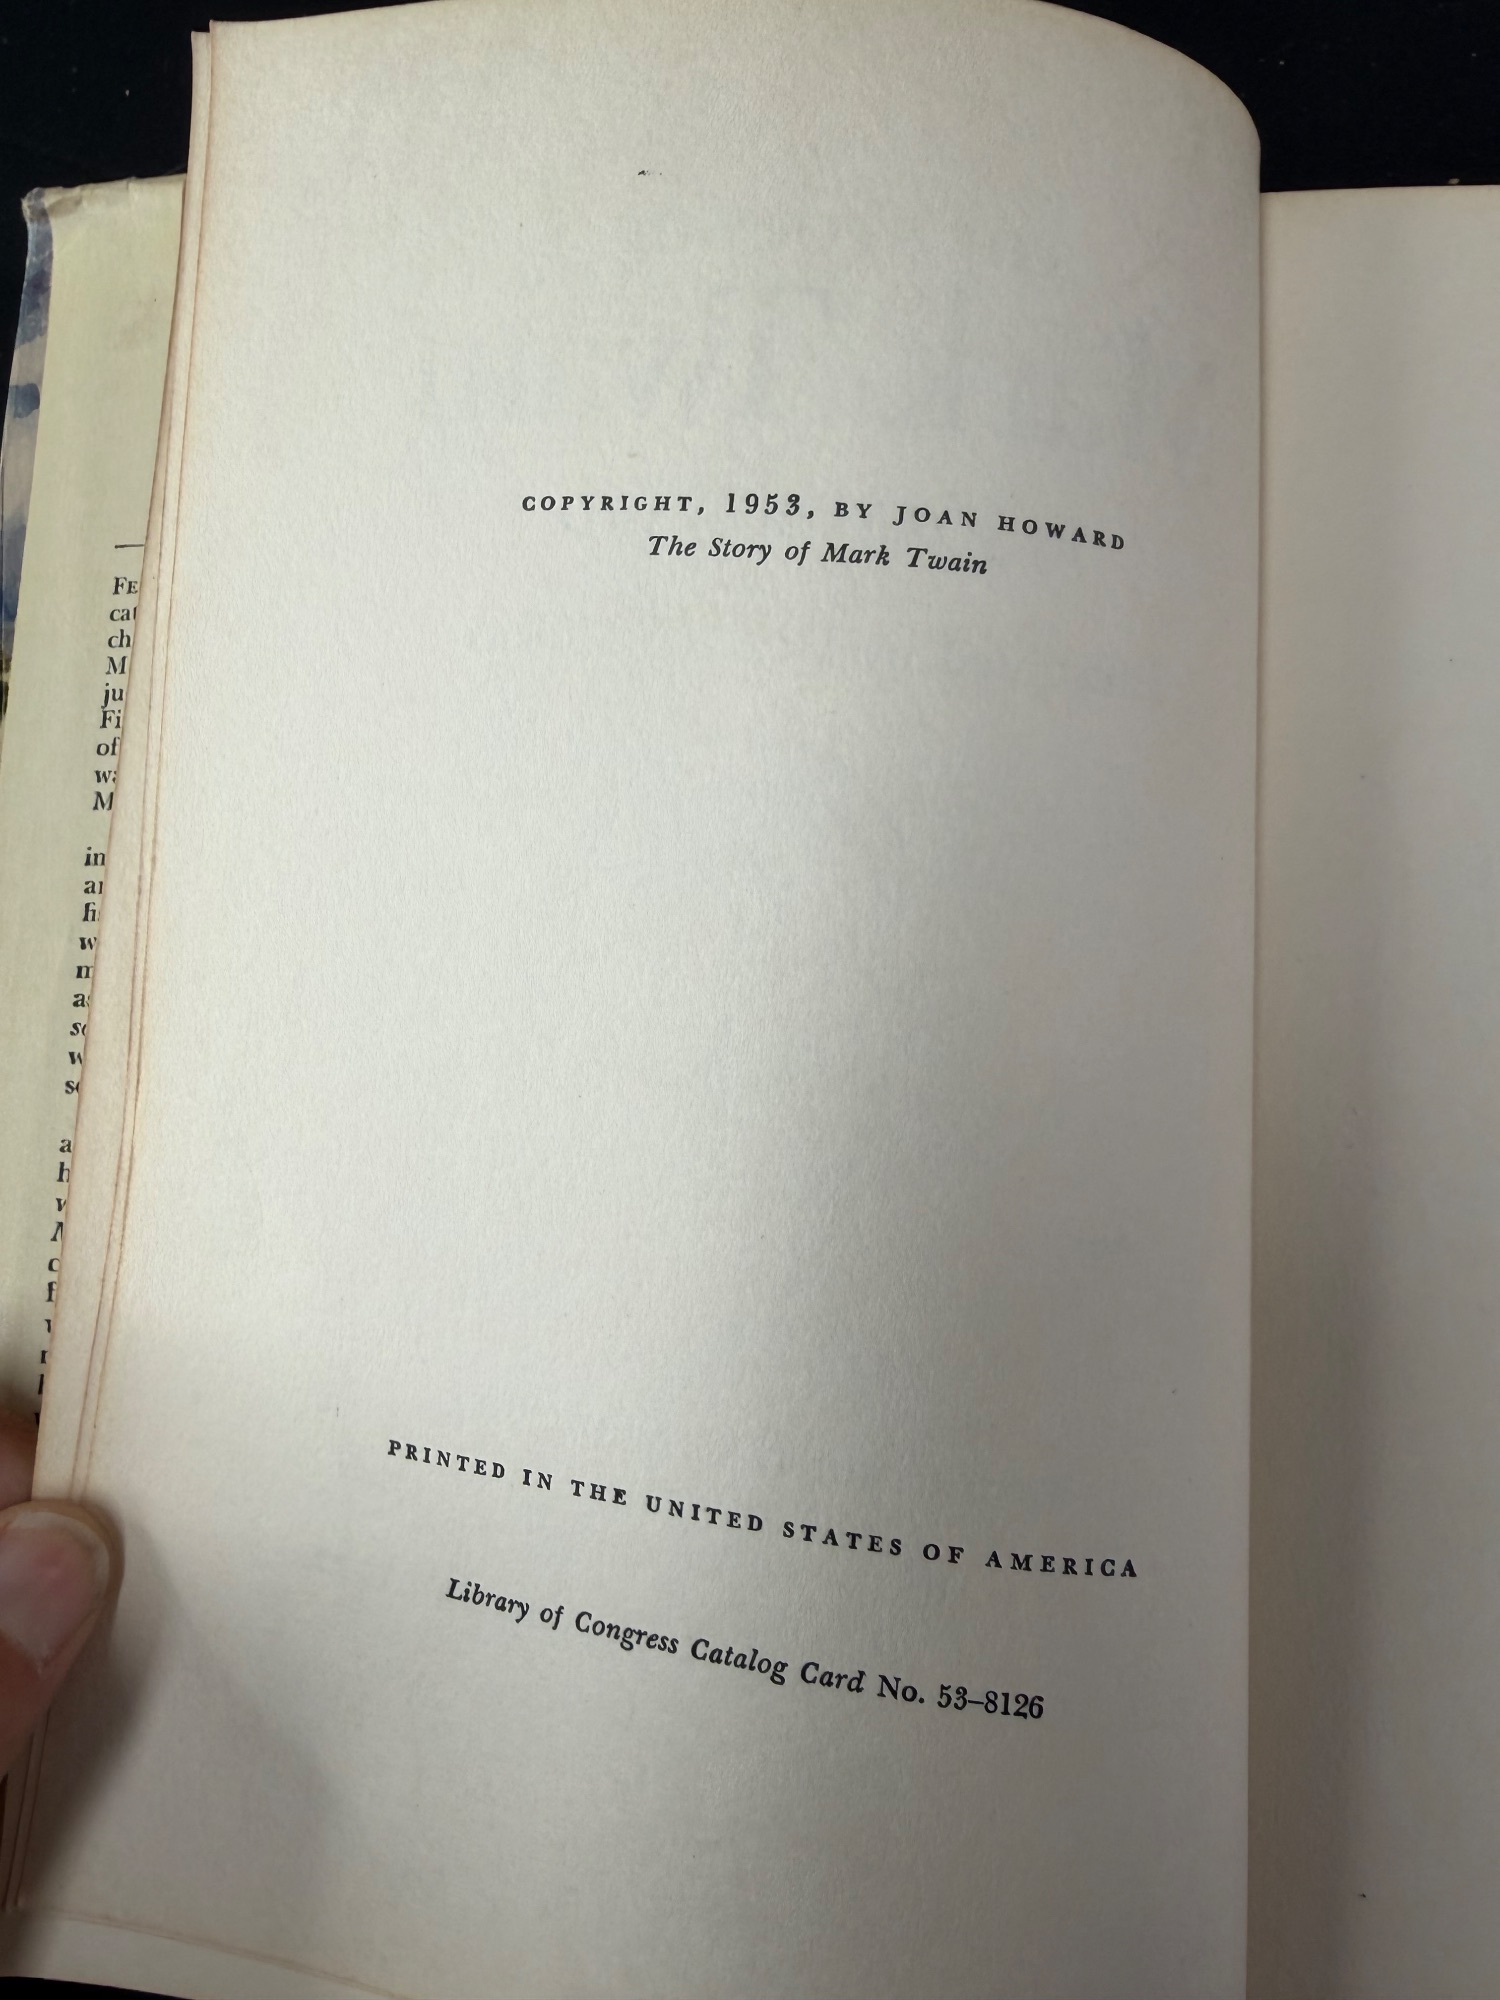 COPYRIGHT, 1953, BY JOAN HOWARD
The Story of Mark Twain
PRINTED IN THE UNITED STATES OF AMERICA
Library of Congress Catalog Card No. 53–8126